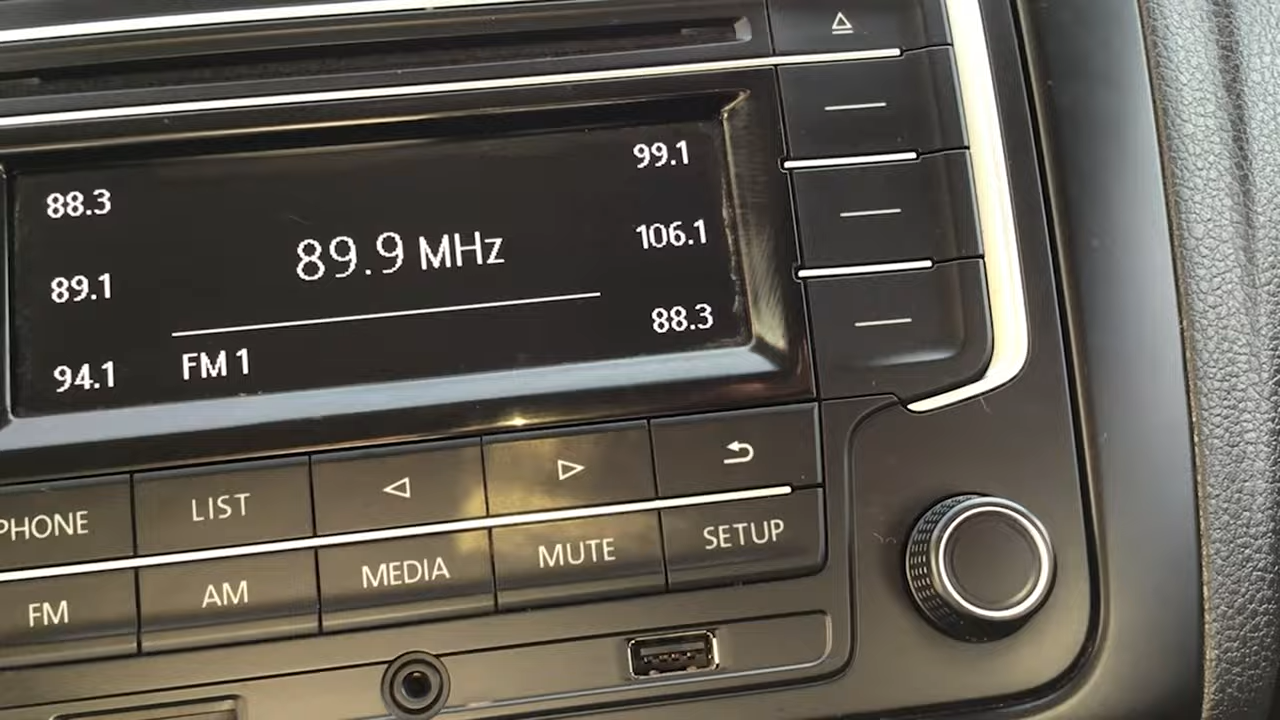 88.3
99.1
89.9 MHz
106.1
89.1
88.3
94.1
FM 1
PHONE
LIST
FM
AM
MEDIA
MUTE
SETUP